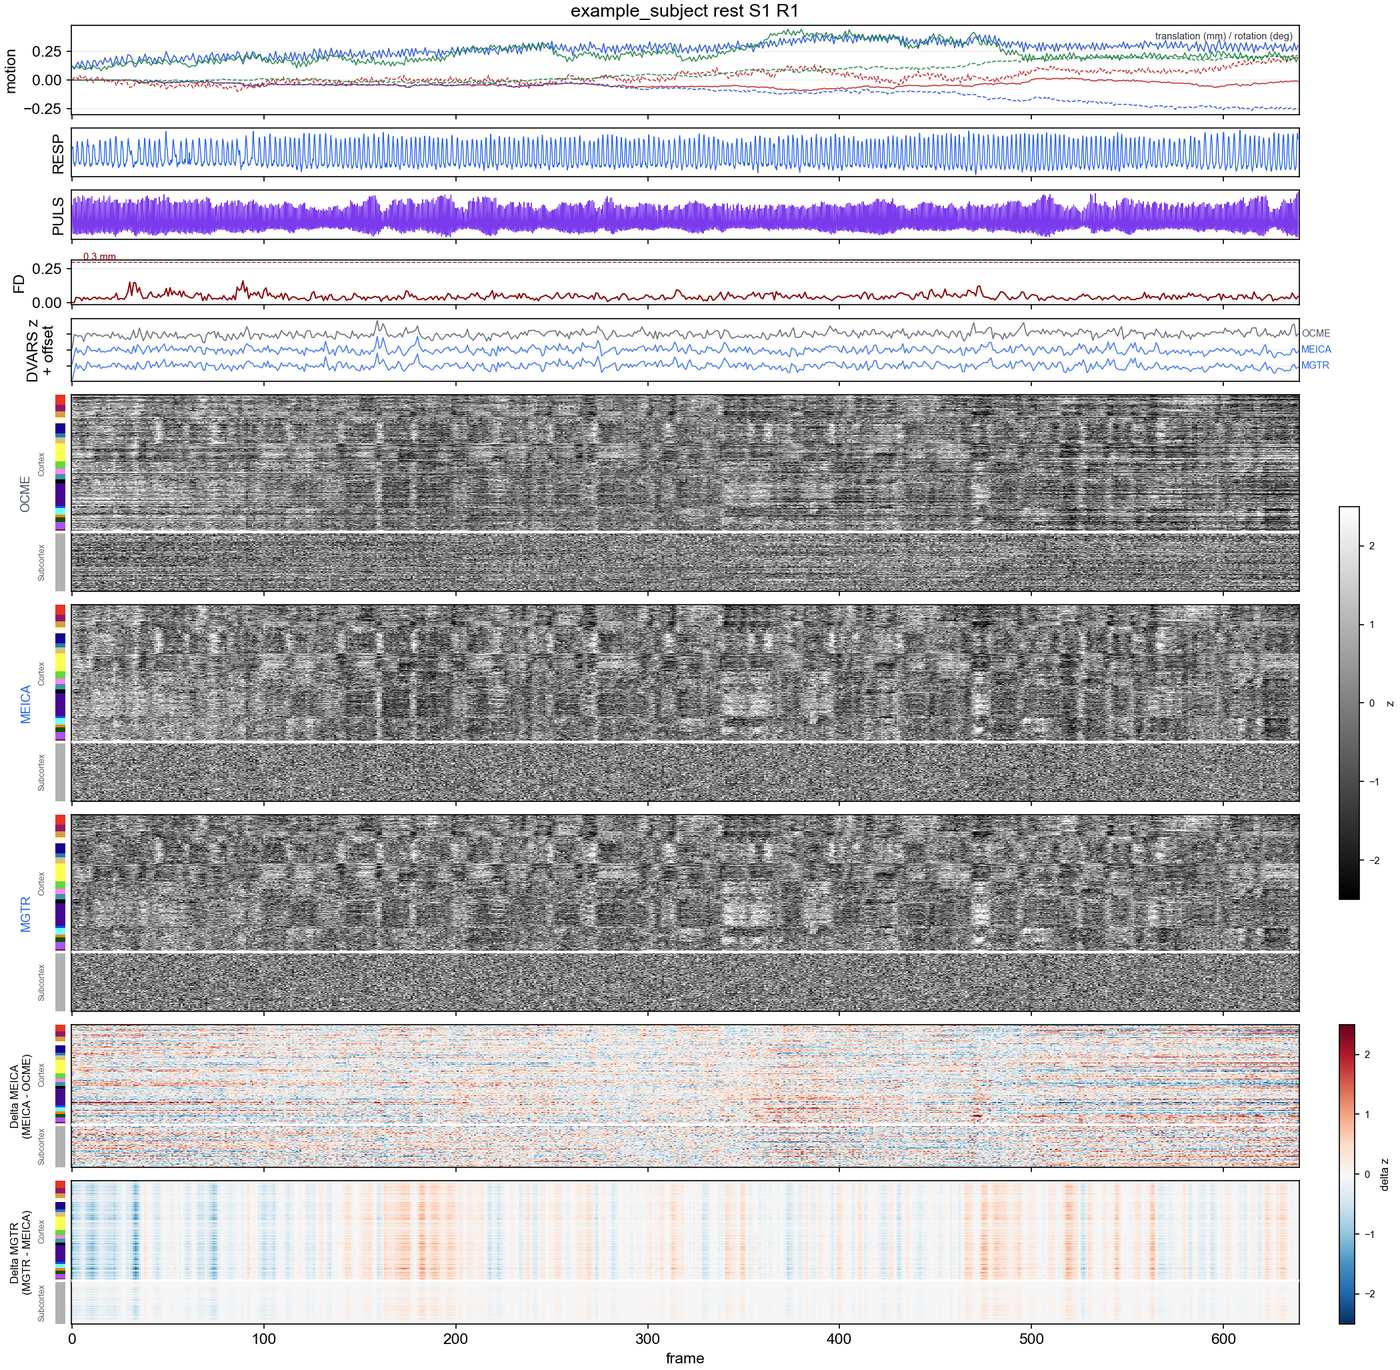 example_subject rest S1 R1
motion
0.25
0.00
−0.25
translation (mm) / rotation (deg)
RESP
PULS
FD
0.25
0.00
0.3 mm
DVARS z
+ offset
OCME
MEICA
MGTR
OCME
Cortex
Subcortex
MEICA
Cortex
Subcortex
MGTR
Cortex
Subcortex
2
1
0
−1
−2
z
Delta MEICA
(MEICA - OCME)
Cortex
Subcortex
Delta MGTR
(MGTR - MEICA)
Cortex
Subcortex
2
1
0
−1
−2
delta z
0
100
200
300
400
500
600
frame